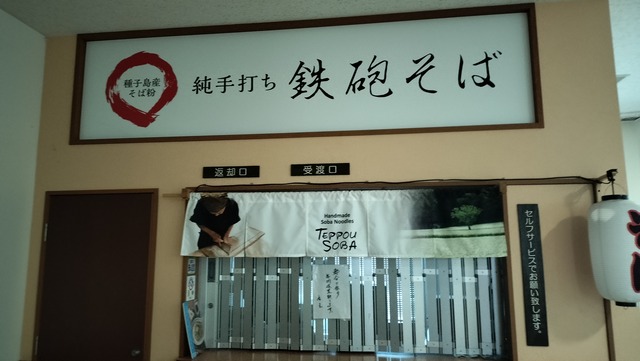 種子島産
そば粉
純手打ち 鉄砲そば
返却口
受渡口
Handmade
Soba Noodles
TEPPOU
SOBA
セルフサービスでお願い致します。